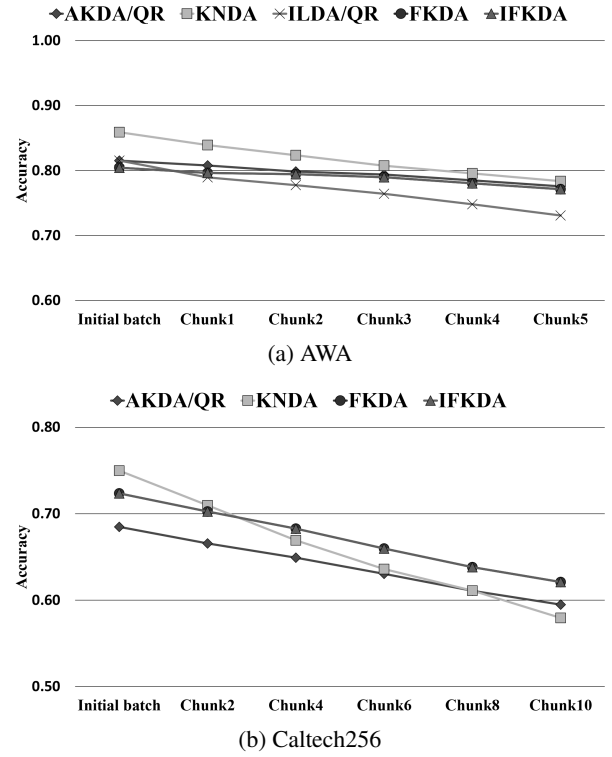 AKDA/QR KNDA ILDA/QR FKDA IFKDA
1.00
0.90
0.80
0.70
0.60
Accuracy
Initial batch Chunk1 Chunk2 Chunk3 Chunk4 Chunk5
(a) AWA
AKDA/QR KNDA FKDA IFKDA
0.80
0.70
0.60
0.50
Accuracy
Initial batch Chunk2 Chunk4 Chunk6 Chunk8 Chunk10
(b) Caltech256